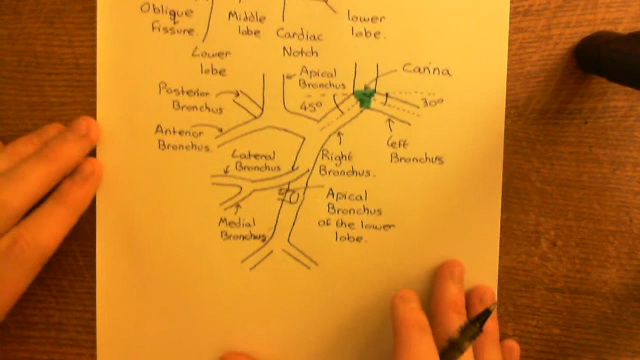 Oblique
Fissure.
Middle
lobe
Cardiac
Notch
lower
lobe.
Lower
lobe
Apical
Bronchus
Carina
Posterior
Bronchus
45°
30°
Anterior
Bronchus.
Left
Bronchus
Lateral
Bronchus
Right
Bronchus.
Apical
Bronchus
of the lower
lobe.
Medial
Bronchus